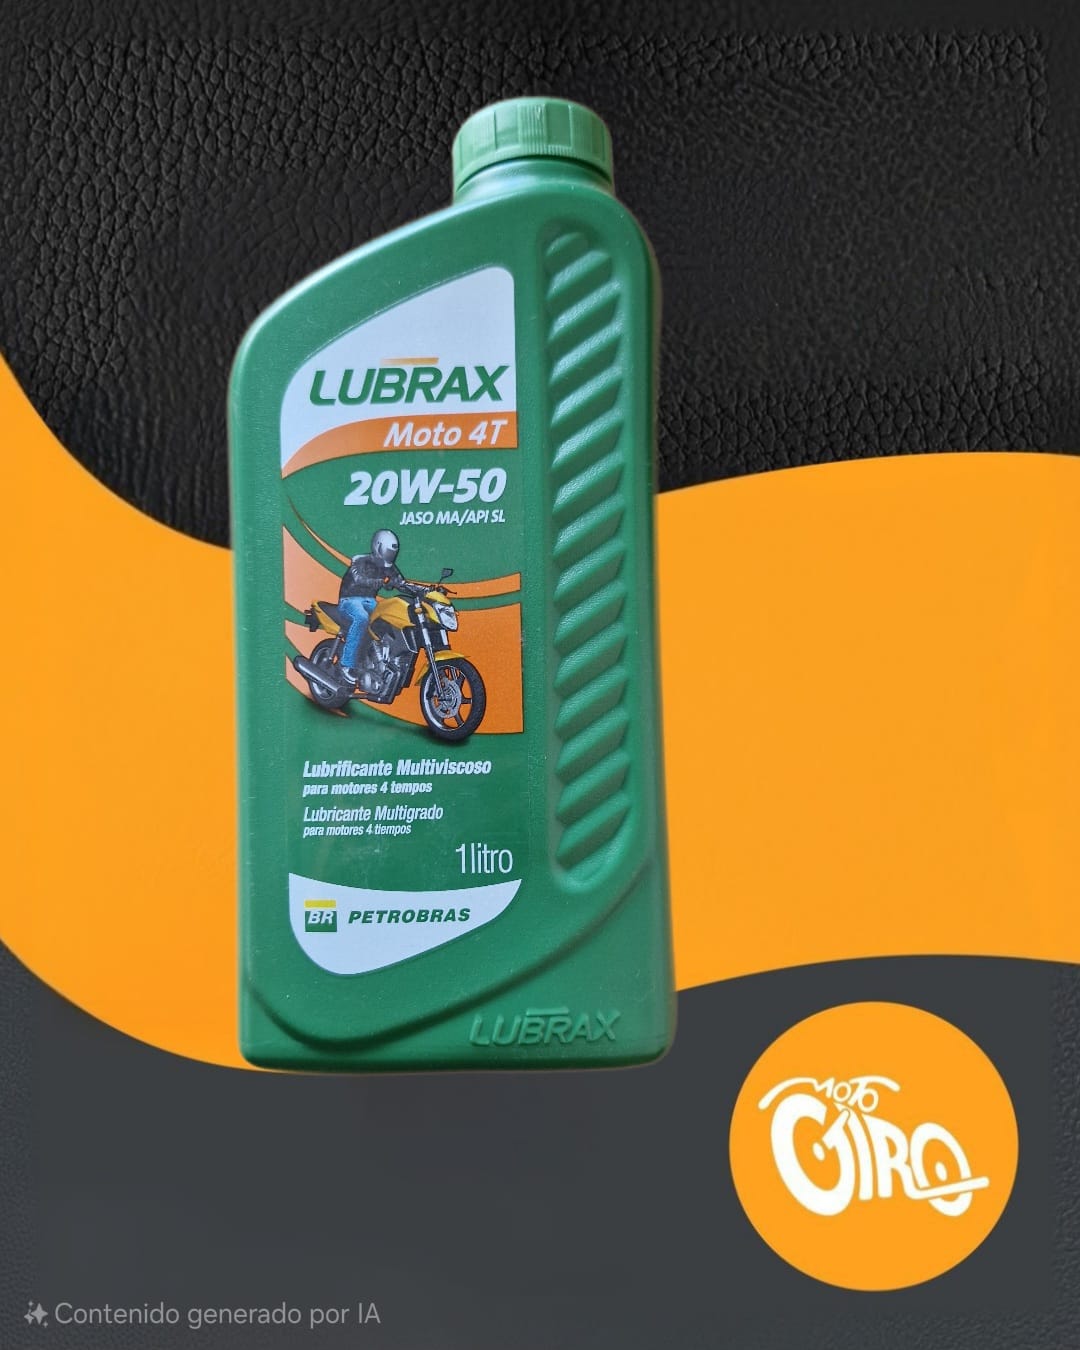 LUBRAX
Moto 4T
20W-50
JASO MA/API SL
Lubrificante Multiviscoso
para motores 4 tempos
Lubricante Multigrado
para motores 4 tiempos
1 litro
BR PETROBRAS
LUBRAX
MOTO
GIRO
Contenido generado por IA